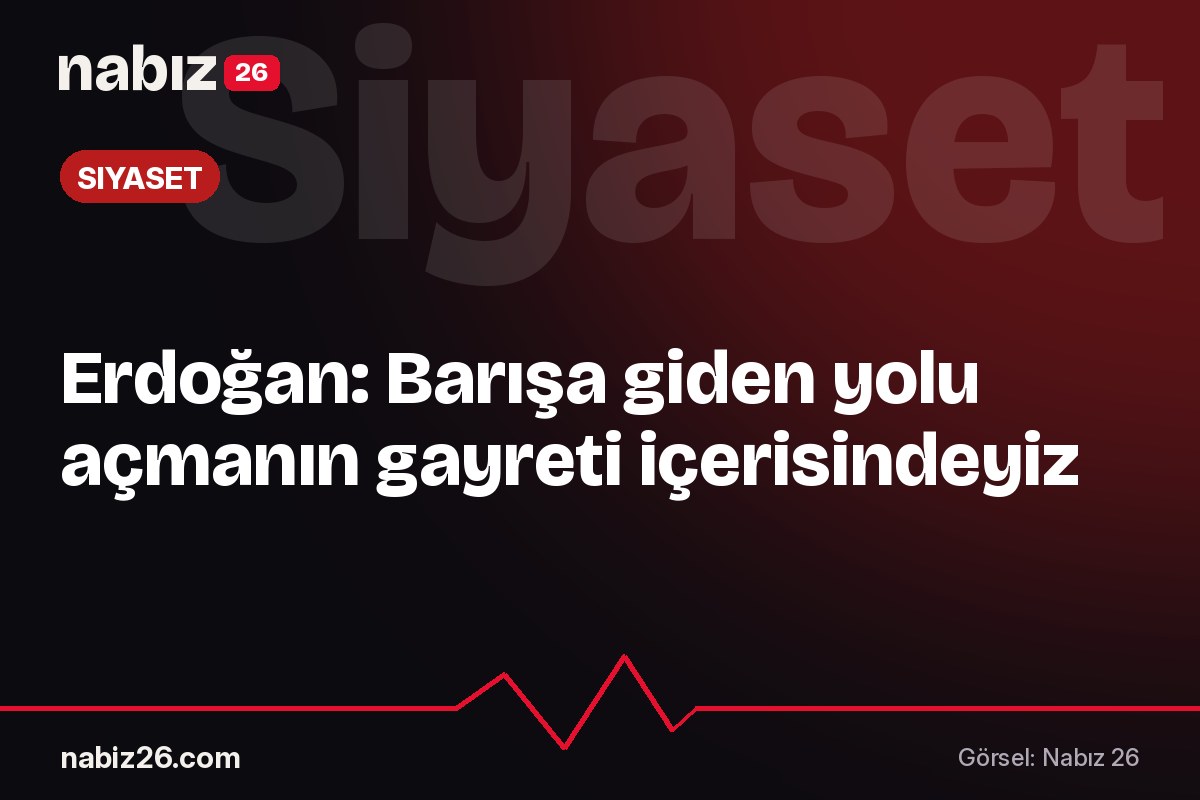 Siyaset
nabız 26
SIYASET
Erdoğan: Barışa giden yolu
açmanın gayreti içerisindeyiz
nabiz26.com
Görsel: Nabız 26